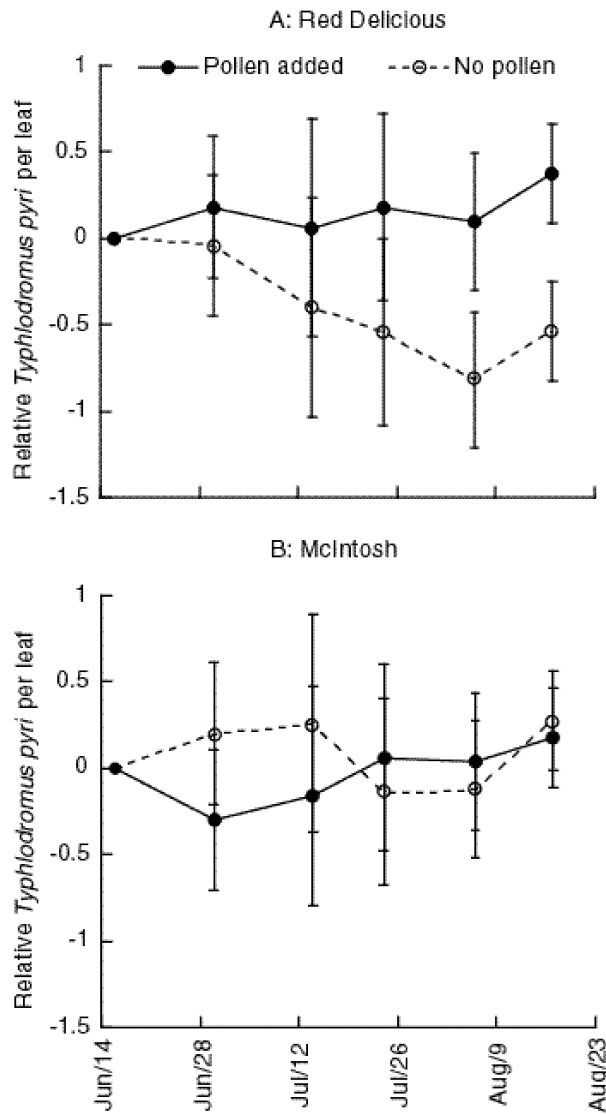 A: Red Delicious
Pollen added
No pollen
Relative Typhlodromus pyri per leaf
1
0.5
0
-0.5
-1
-1.5
B: McIntosh
Relative Typhlodromus pyri per leaf
1
0.5
0
-0.5
-1
-1.5
Jun/14
Jun/28
Jul/12
Jul/26
Aug/9
Aug/23